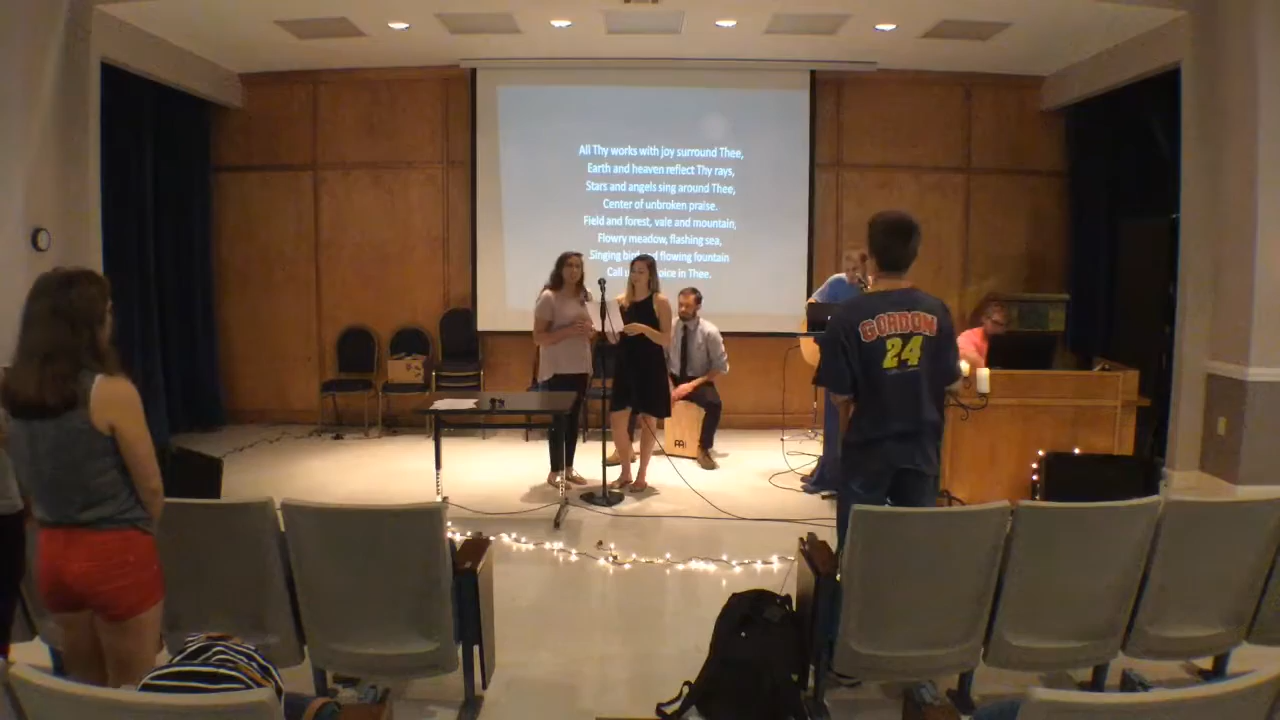 All Thy works with joy surround Thee,
Earth and heaven reflect Thy rays,
Stars and angels sing around Thee,
Center of unbroken praise.
Field and forest, vale and mountain,
Flowry meadow, flashing sea,
Singing and flowing fountain
Call in Thee.
GORDON
24